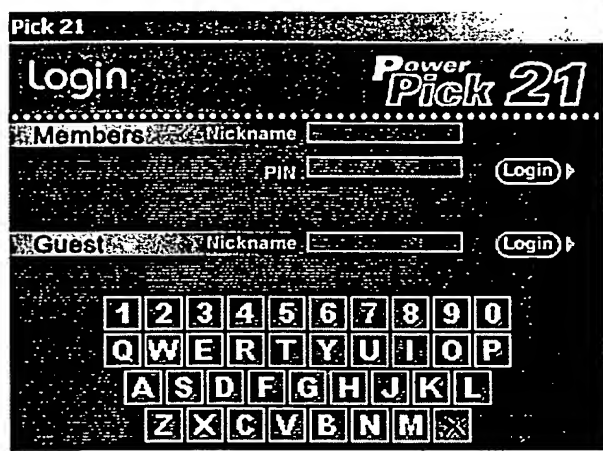 Pick 21
Login
Power Pick 21
Members Nickname
PIN Login
Guest Nickname Login
1 2 3 4 5 6 7 8 9 0
Q W E R T Y U I O P
A S D F G H J K L
Z X C V B N M X